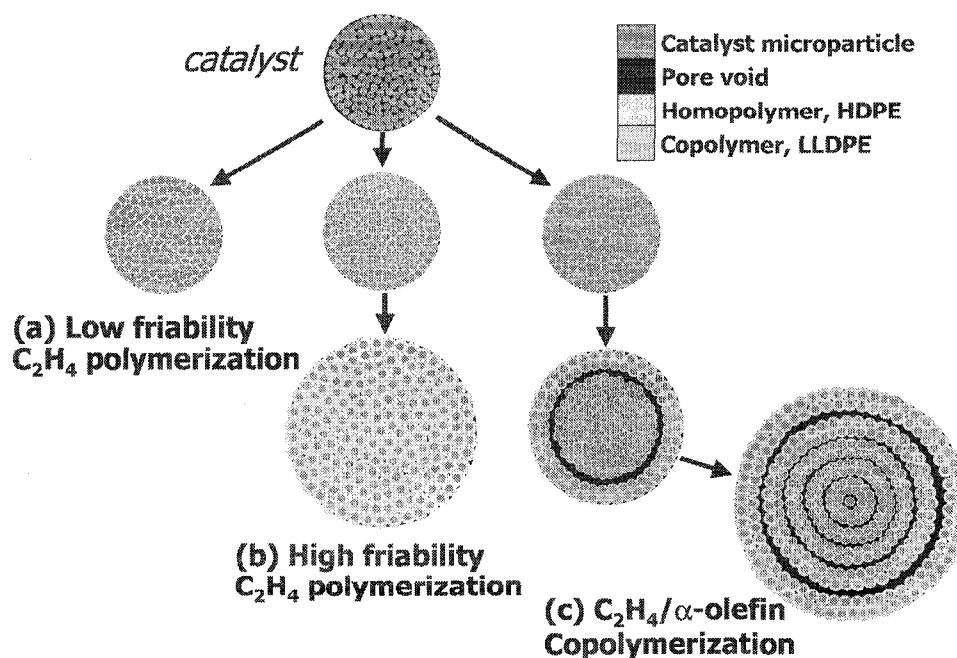 catalyst
Catalyst microparticle
Pore void
Homopolymer, HDPE
Copolymer, LLDPE
(a) Low friability
C₂H₄ polymerization
(b) High friability
C₂H₄ polymerization
(c) C₂H₄/α-olefin
Copolymerization